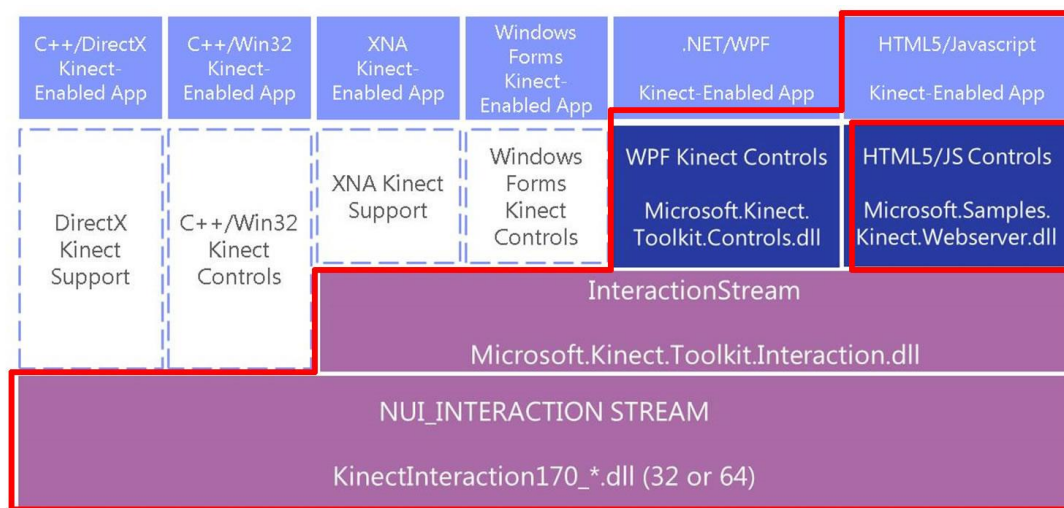 C++/DirectX
Kinect-
Enabled App
C++/Win32
Kinect-
Enabled App
XNA
Kinect-
Enabled App
Windows
Forms
Kinect-
Enabled App
.NET/WPF
Kinect-Enabled App
HTML5/Javascript
Kinect-Enabled App
DirectX
Kinect
Support
C++/Win32
Kinect
Controls
XNA Kinect
Support
Windows
Forms
Kinect
Controls
WPF Kinect Controls
Microsoft.Kinect.
Toolkit.Controls.dll
HTML5/JS Controls
Microsoft.Samples.
Kinect.Webserver.dll
InteractionStream
Microsoft.Kinect.Toolkit.Interaction.dll
NUI_INTERACTION STREAM
KinectInteraction170_*.dll (32 or 64)